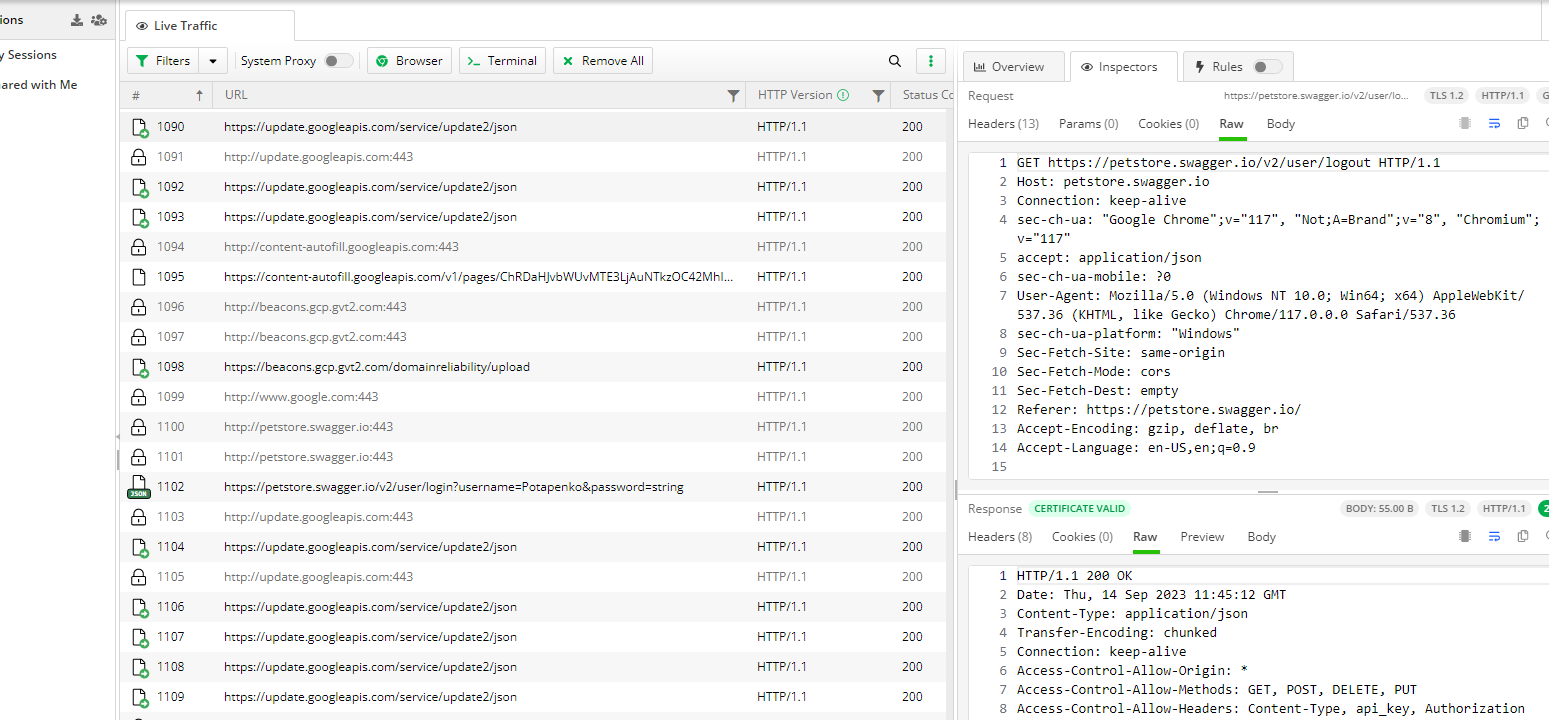 ions
y Sessions
ared with Me
Live Traffic
Filters System Proxy Browser Terminal Remove All
# URL HTTP Version Status Co
1090 https://update.googleapis.com/service/update2/json HTTP/1.1 200
1091 http://update.googleapis.com:443 HTTP/1.1 200
1092 https://update.googleapis.com/service/update2/json HTTP/1.1 200
1093 https://update.googleapis.com/service/update2/json HTTP/1.1 200
1094 http://content-autofill.googleapis.com:443 HTTP/1.1 200
1095 https://content-autofill.googleapis.com/v1/pages/ChRDaHJvbWUvMTE3LjAuNTkzOC42MhI... HTTP/1.1 200
1096 http://beacons.gcp.gvt2.com:443 HTTP/1.1 200
1097 http://beacons.gcp.gvt2.com:443 HTTP/1.1 200
1098 https://beacons.gcp.gvt2.com/domainreliability/upload HTTP/1.1 200
1099 http://www.google.com:443 HTTP/1.1 200
1100 http://petstore.swagger.io:443 HTTP/1.1 200
1101 http://petstore.swagger.io:443 HTTP/1.1 200
JSON 1102 https://petstore.swagger.io/v2/user/login?username=Potapenko&password=string HTTP/1.1 200
1103 http://update.googleapis.com:443 HTTP/1.1 200
1104 https://update.googleapis.com/service/update2/json HTTP/1.1 200
1105 http://update.googleapis.com:443 HTTP/1.1 200
1106 https://update.googleapis.com/service/update2/json HTTP/1.1 200
1107 https://update.googleapis.com/service/update2/json HTTP/1.1 200
1108 https://update.googleapis.com/service/update2/json HTTP/1.1 200
1109 https://update.googleapis.com/service/update2/json HTTP/1.1 200
Overview Inspectors Rules
Request https://petstore.swagger.io/v2/user/lo... TLS 1.2 HTTP/1.1 G
Headers (13) Params (0) Cookies (0) Raw Body
1 GET https://petstore.swagger.io/v2/user/logout HTTP/1.1
2 Host: petstore.swagger.io
3 Connection: keep-alive
4 sec-ch-ua: "Google Chrome";v="117", "Not;A=Brand";v="8", "Chromium";
v="117"
5 accept: application/json
6 sec-ch-ua-mobile: ?0
7 User-Agent: Mozilla/5.0 (Windows NT 10.0; Win64; x64) AppleWebKit/
537.36 (KHTML, like Gecko) Chrome/117.0.0.0 Safari/537.36
8 sec-ch-ua-platform: "Windows"
9 Sec-Fetch-Site: same-origin
10 Sec-Fetch-Mode: cors
11 Sec-Fetch-Dest: empty
12 Referer: https://petstore.swagger.io/
13 Accept-Encoding: gzip, deflate, br
14 Accept-Language: en-US,en;q=0.9
15
Response CERTIFICATE VALID BODY: 55.00 B TLS 1.2 HTTP/1.1 2
Headers (8) Cookies (0) Raw Preview Body
1 HTTP/1.1 200 OK
2 Date: Thu, 14 Sep 2023 11:45:12 GMT
3 Content-Type: application/json
4 Transfer-Encoding: chunked
5 Connection: keep-alive
6 Access-Control-Allow-Origin: *
7 Access-Control-Allow-Methods: GET, POST, DELETE, PUT
8 Access-Control-Allow-Headers: Content-Type, api_key, Authorization